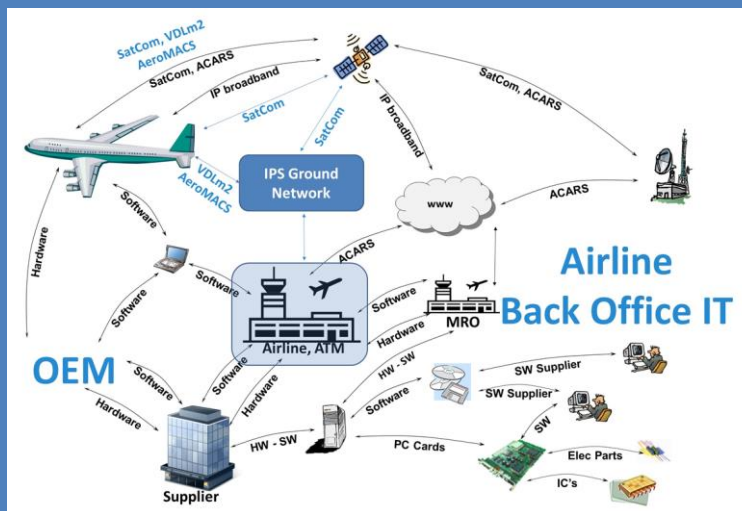 SatCom, VDLm2
AeroMACS
SatCom, ACARS
IP broadband
SatCom
SatCom
IP broadband
SatCom, ACARS
VDLm2
AeroMACS
IPS Ground
Network
www
ACARS
ACARS
Hardware
Software
Software
Software
Airline, ATM
Software
Hardware
MRO
Airline
Back Office IT
OEM
Software
Hardware
Software
Hardware
HW - SW
Software
SW Supplier
SW Supplier
SW
Supplier
HW - SW
PC Cards
Elec Parts
IC's